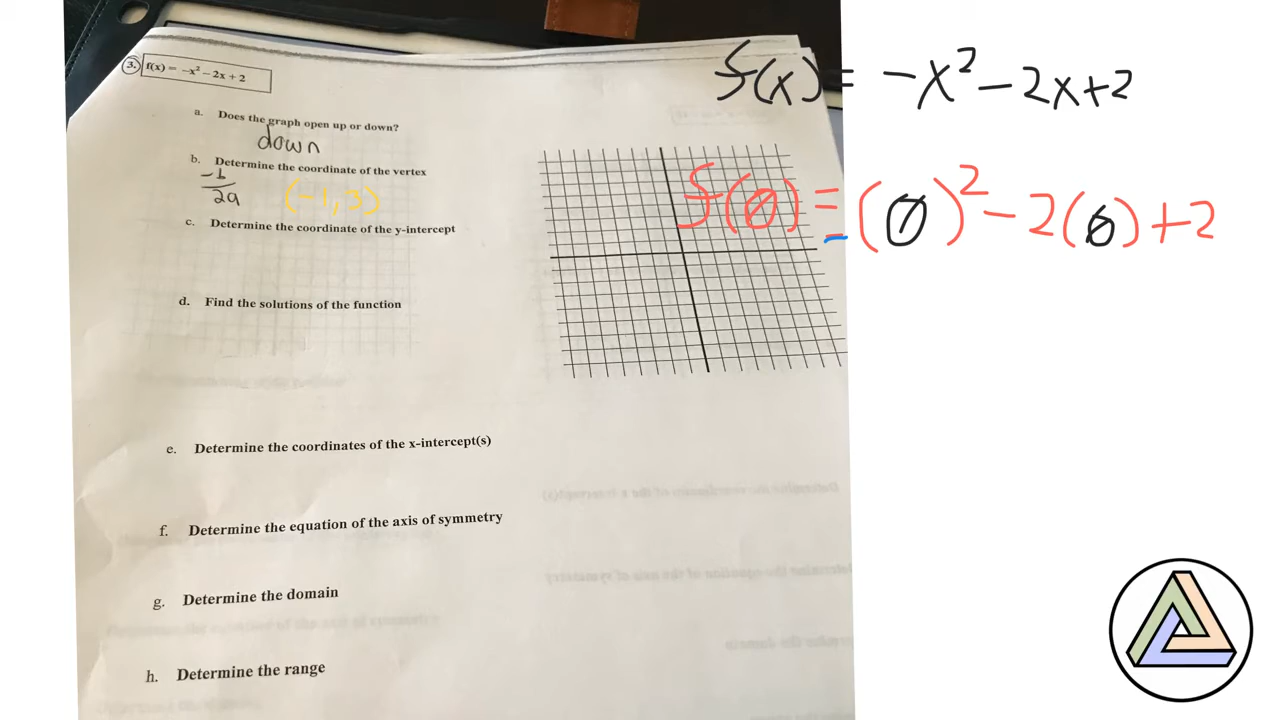 3. f(x) = -x² - 2x + 2
f(x) = -x² - 2x + 2
a. Does the graph open up or down?
down
b. Determine the coordinate of the vertex
-b/2a (-1, 3)
f(0) = (0)² - 2(0) + 2
=
c. Determine the coordinate of the y-intercept
d. Find the solutions of the function
e. Determine the coordinates of the x-intercept(s)
f. Determine the equation of the axis of symmetry
g. Determine the domain
h. Determine the range